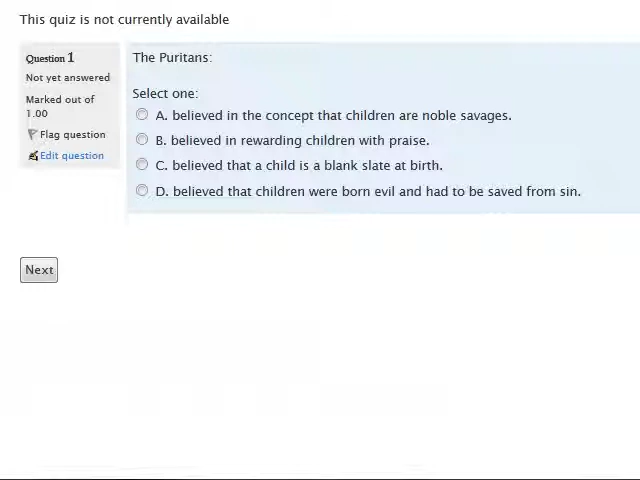 This quiz is not currently available
Question 1
Not yet answered
Marked out of
1.00
Flag question
Edit question
The Puritans:
Select one:
A. believed in the concept that children are noble savages.
B. believed in rewarding children with praise.
C. believed that a child is a blank slate at birth.
D. believed that children were born evil and had to be saved from sin.
Next